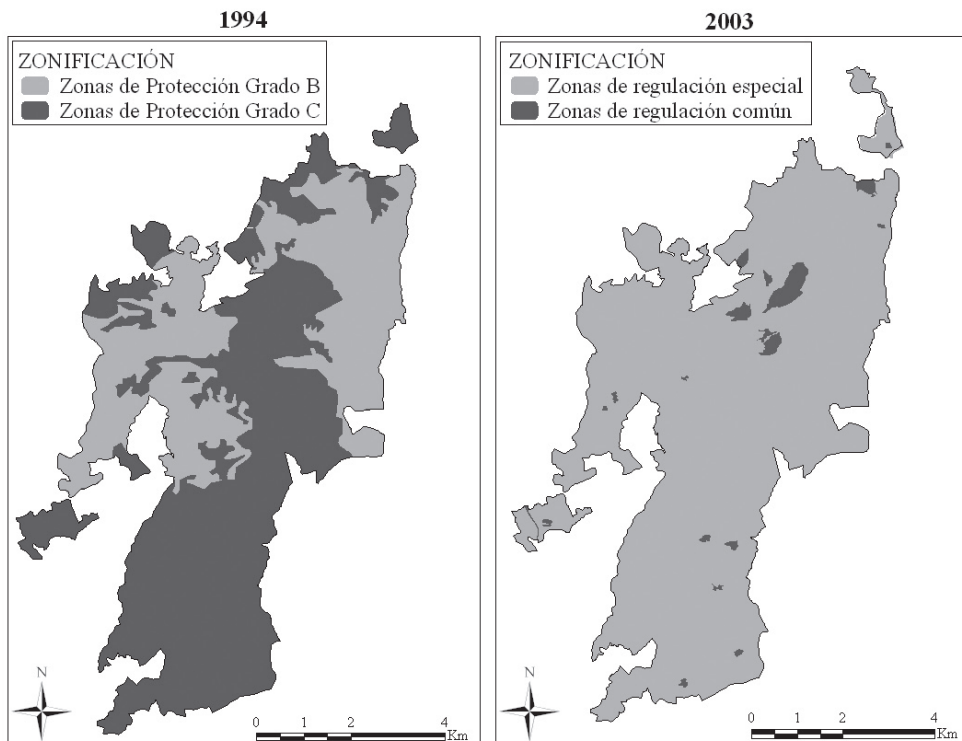 1994
ZONIFICACIÓN
Zonas de Protección Grado B
Zonas de Protección Grado C
N
0 2 4
Km
2003
ZONIFICACIÓN
Zonas de regulación especial
Zonas de regulación común
N
0 1 2 4
Km